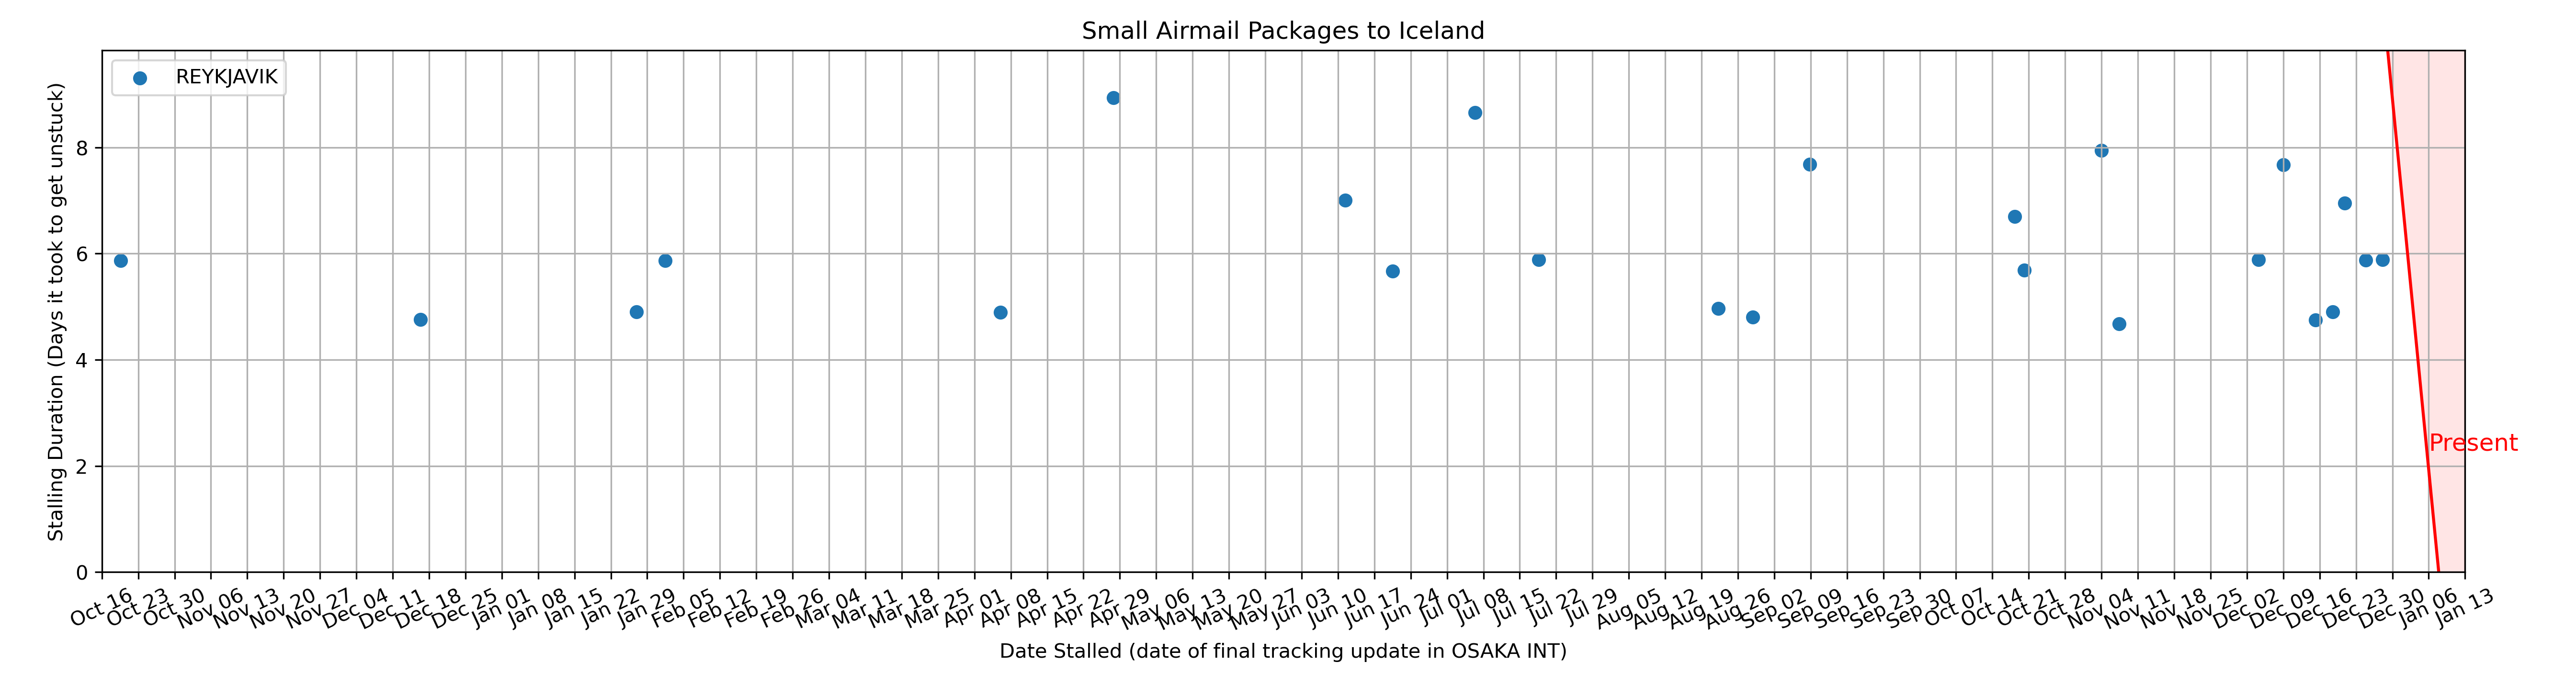 Small Airmail Packages to Iceland
REYKJAVIK
Stalling Duration (Days it took to get unstuck)
8
6
4
2
0
Present
Oct 16
Oct 23
Oct 30
Nov 06
Nov 13
Nov 20
Nov 27
Dec 04
Dec 11
Dec 18
Dec 25
Jan 01
Jan 08
Jan 15
Jan 22
Jan 29
Feb 05
Feb 12
Feb 19
Feb 26
Mar 04
Mar 11
Mar 18
Mar 25
Apr 01
Apr 08
Apr 15
Apr 22
Apr 29
May 06
May 13
May 20
May 27
Jun 03
Jun 10
Jun 17
Jun 24
Jul 01
Jul 08
Jul 15
Jul 22
Jul 29
Aug 05
Aug 12
Aug 19
Aug 26
Sep 02
Sep 09
Sep 16
Sep 23
Sep 30
Oct 07
Oct 14
Oct 21
Oct 28
Nov 04
Nov 11
Nov 18
Nov 25
Dec 02
Dec 09
Dec 16
Dec 23
Dec 30
Jan 06
Jan 13
Date Stalled (date of final tracking update in OSAKA INT)